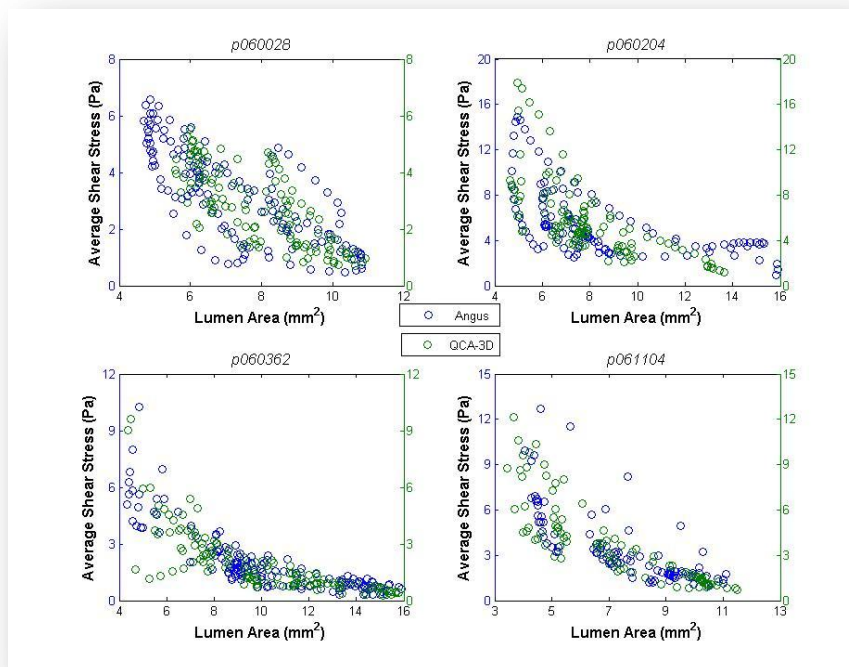 p060028
p060204
8
6
4
2
0
8
6
4
2
0
20
16
12
8
4
0
20
16
12
8
4
0
Average Shear Stress (Pa)
Average Shear Stress (Pa)
4 6 8 10 12
4 6 8 10 12 14 16
Lumen Area (mm²)
Lumen Area (mm²)
Angus
QCA-3D
p060362
p061104
12
9
6
3
0
12
9
6
3
0
15
12
9
6
3
0
15
12
9
6
3
0
Average Shear Stress (Pa)
Average Shear Stress (Pa)
4 6 8 10 12 14 16
3 5 7 9 11 13
Lumen Area (mm²)
Lumen Area (mm²)